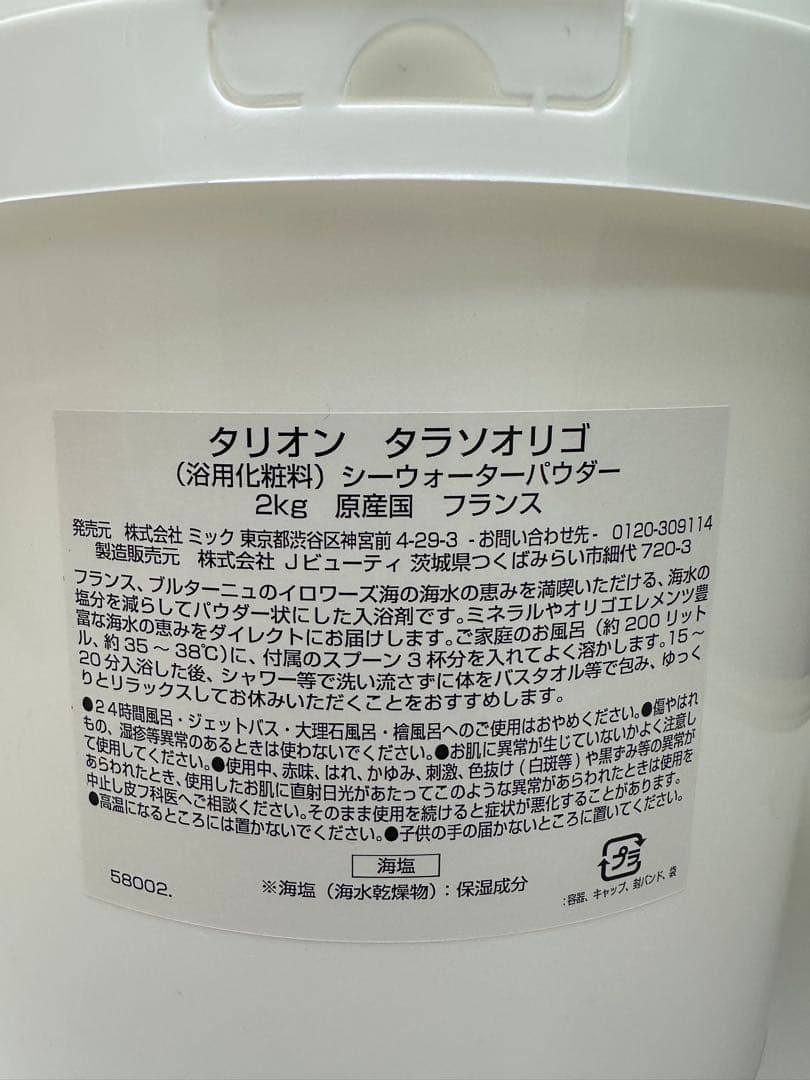 タリオン　タラソオリゴ
（浴用化粧料）シーウォーターパウダー
2kg　原産国　フランス
発売元　株式会社 ミック 東京都渋谷区神宮前 4-29-3 - お問い合わせ先 -　0120-309114
製造販売元　株式会社 Jビューティ 茨城県つくばみらい市細代 720-3
フランス、ブルターニュのイロワーズ海の海水の恵みを満喫いただける、海水の
塩分を減らしてパウダー状にした入浴剤です。ミネラルやオリゴエレメンツ豊
富な海水の恵みをダイレクトにお届けします。ご家庭のお風呂（約200リット
ル、約35～38℃）に、付属のスプーン3杯分を入れてよく溶かします。15～
20分入浴した後、シャワー等で洗い流さずに体をバスタオル等で包み、ゆっく
りとリラックスしてお休みいただくことをおすすめします。
●24時間風呂・ジェットバス・大理石風呂・檜風呂へのご使用はおやめください。●傷やはれ
もの、湿疹等異常のあるときは使わないでください。●お肌に異常が生じていないかよく注意し
て使用してください。●使用中、赤味、はれ、かゆみ、刺激、色抜け(白斑等)や黒ずみ等の異常が
あらわれたとき、使用したお肌に直射日光があたってこのような異常があらわれたときは使用を
中止し皮フ科医へご相談ください。そのまま使用を続けると症状が悪化することがあります。
●高温になるところには置かないでください。●子供の手の届かないところに置いてください。
海塩
プラ
58002.
※海塩（海水乾燥物）：保湿成分
：容器、キャップ、封バンド、袋